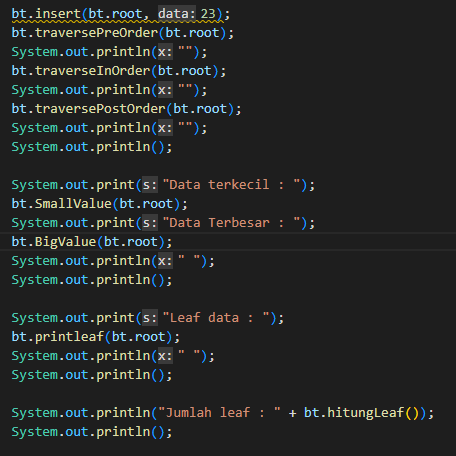 bt.insert(bt.root, data: 23);
bt.traversePreOrder(bt.root);
System.out.println(x: "");
bt.traverseInOrder(bt.root);
System.out.println(x: "");
bt.traversePostOrder(bt.root);
System.out.println(x: "");
System.out.println();
System.out.print(s: "Data terkecil : ");
bt.SmallValue(bt.root);
System.out.print(s: "Data Terbesar : ");
bt.BigValue(bt.root);
System.out.println(x: " ");
System.out.println();
System.out.print(s: "Leaf data : ");
bt.printleaf(bt.root);
System.out.println(x: " ");
System.out.println();
System.out.println("Jumlah leaf : " + bt.hitungLeaf());
System.out.println();